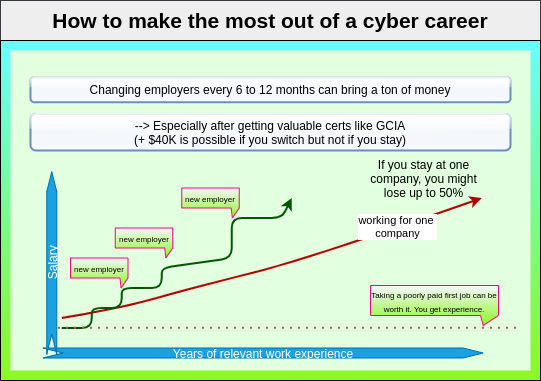 How to make the most out of a cyber career
Changing employers every 6 to 12 months can bring a ton of money
--> Especially after getting valuable certs like GCIA
(+ $40K is possible if you switch but not if you stay)
If you stay at one
company, you might
lose up to 50%
new employer
working for one
company
new employer
Salary
new employer
Taking a poorly paid first job can be
worth it. You get experience.
Years of relevant work experience